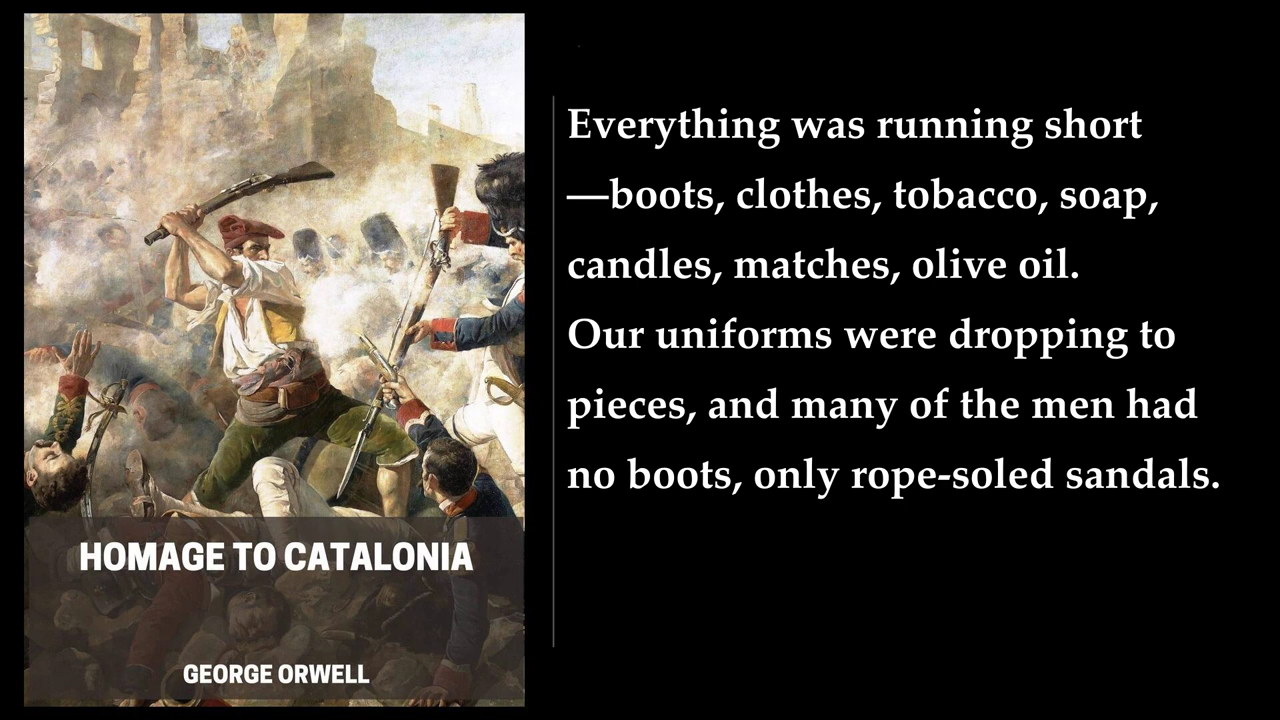 Everything was running short
—boots, clothes, tobacco, soap,
candles, matches, olive oil.
Our uniforms were dropping to
pieces, and many of the men had
no boots, only rope-soled sandals.
HOMAGE TO CATALONIA
GEORGE ORWELL